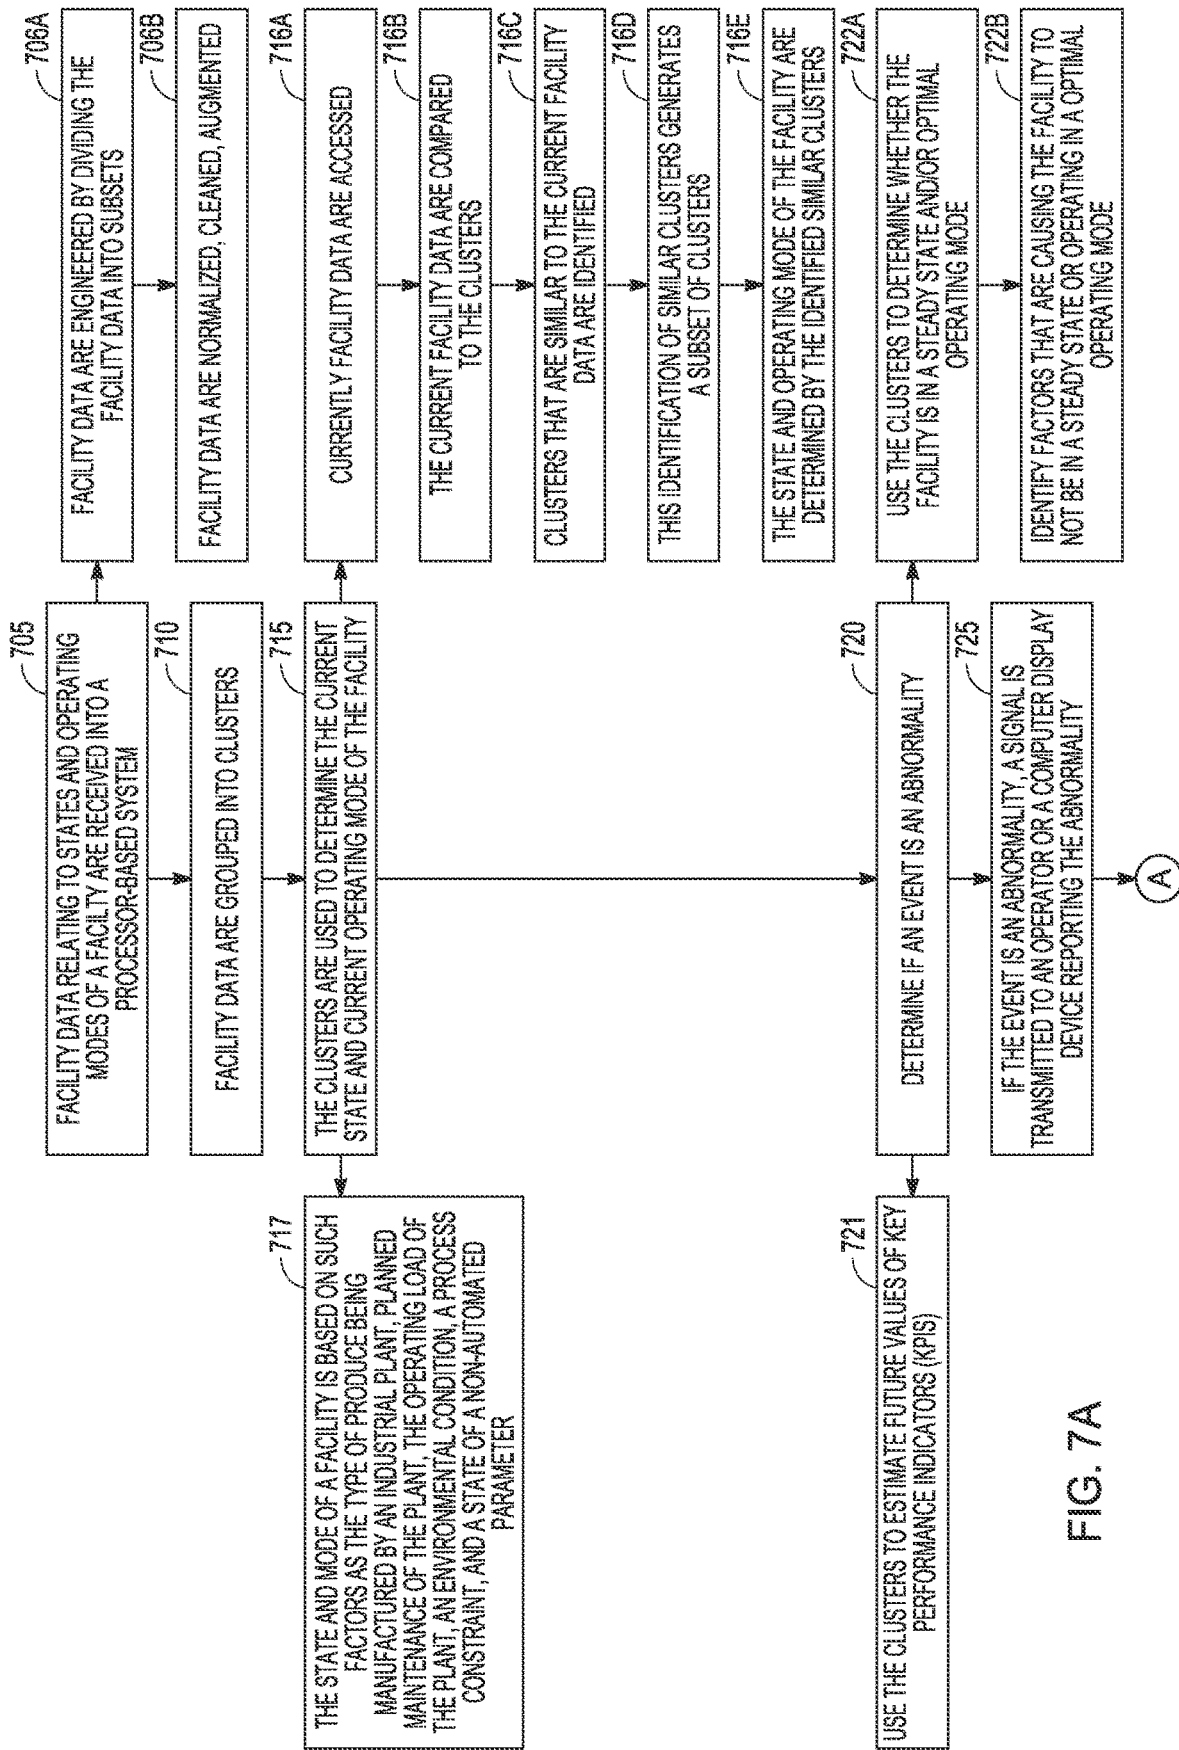 705
FACILITY DATA RELATING TO STATES AND OPERATING
MODES OF A FACILTY ARE RECEIVED INTO A
PROCESSOR-BASED SYSTEM
706A
FACILITY DATA ARE ENGINEERED BY DIVIDING THE
FACILITY DATA INTO SUBSETS
706B
FACILITY DATA ARE NORMALIZED, CLEANED, AUGMENTED
710
FACILITY DATA ARE GROUPED INTO CLUSTERS
715
THE CLUSTERS ARE USED TO DETERMINE THE CURRENT
STATE AND CURRENT OPERATING MODE OF THE FACILITY
716A
CURRENTLY FACILITY DATA ARE ACCESSED
716B
THE CURRENT FACILITY DATA ARE COMPARED
TO THE CLUSTERS
716C
CLUSTERS THAT ARE SIMILAR TO THE CURRENT FACILITY
DATA ARE IDENTIFIED
716D
THIS IDENTIFICATION OF SIMILAR CLUSTERS GENERATES
A SUBSET OF CLUSTERS
716E
THE STATE AND OPERATING MODE OF THE FACILITY ARE
DETERMINED BY THE IDENTIFIED SIMILAR CLUSTERS
717
THE STATE AND MODE OF A FACILITY IS BASED ON SUCH
FACTORS AS THE TYPE OF PRODUCE BEING
MANUFACTURED BY AN INDUSTRIAL PLANT, PLANNED
MAINTENANCE OF THE PLANT, THE OPERATING LOAD OF
THE PLANT, AN ENVIRONMENTAL CONDITION, A PROCESS
CONSTRAINT, AND A STATE OF A NON-AUTOMATED
PARAMETER
720
DETERMINE IF AN EVENT IS AN ABNORMALITY
721
USE THE CLUSTERS TO ESTIMATE FUTURE VALUES OF KEY
PERFORMANCE INDICATORS (KPIS)
722A
USE THE CLUSTERS TO DETERMINE WHETHER THE
FACILITY IS IN A STEADY STATE AND/OR OPTIMAL
OPERATING MODE
722B
IDENTIFY FACTORS THAT ARE CAUSING THE FACILITY TO
NOT BE IN A STEADY STATE OR OPERATING IN A OPTIMAL
OPERATING MODE
725
IF THE EVENT IS AN ABNORMALITY, A SIGNAL IS
TRANSMITTED TO AN OPERATOR OR A COMPUTER DISPLAY
DEVICE REPORTING THE ABNORMALITY
A
FIG. 7A